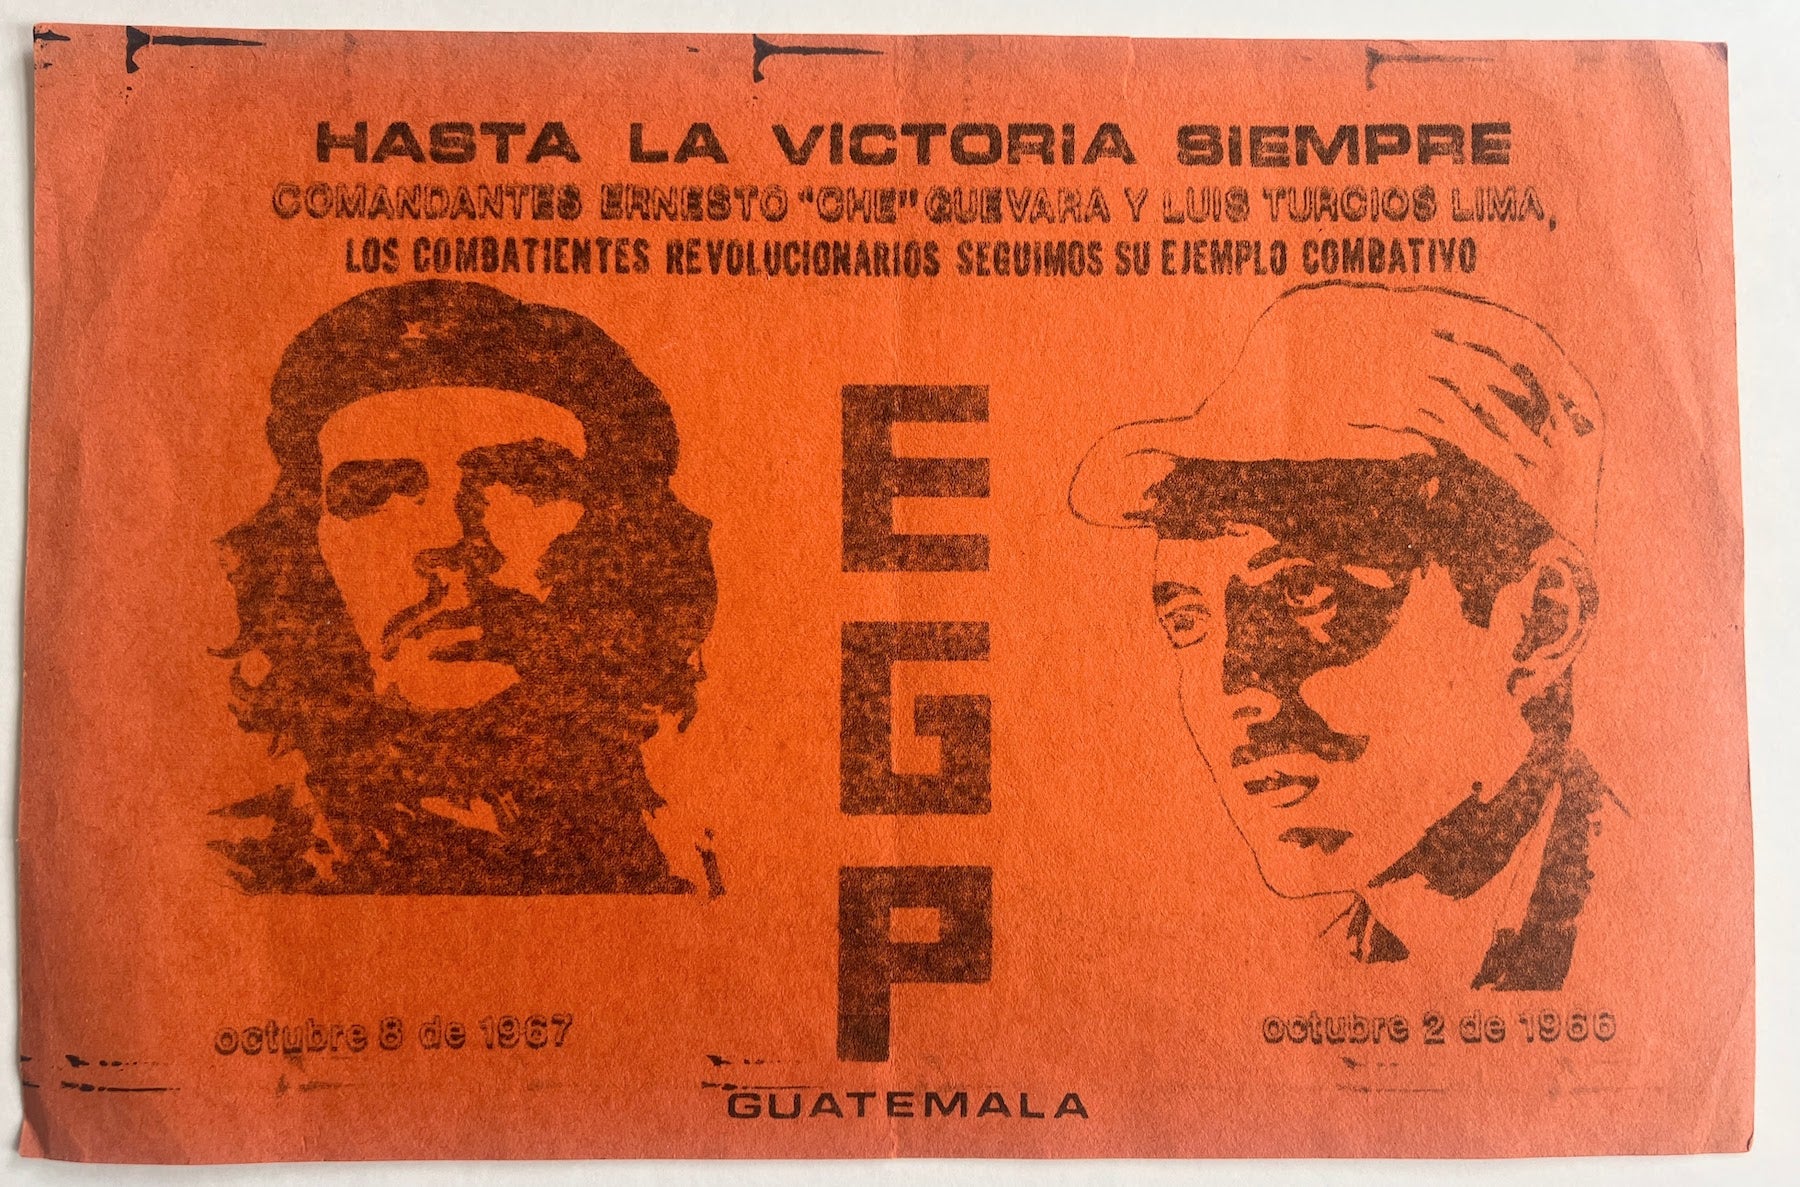 HASTA LA VICTORiA SiEMPRE
COMANDANTES ERNESTO "CHE" GUEVARA Y LUIS TURCIOS LIMA,
LOS COMBATIENTES REVOLUCIONARIOS SEGUIMOS SU EJEMPLO COMBATIVO
E
G
P
octubre 8 de 1967
octubre 2 de 1966
GUATEMALA